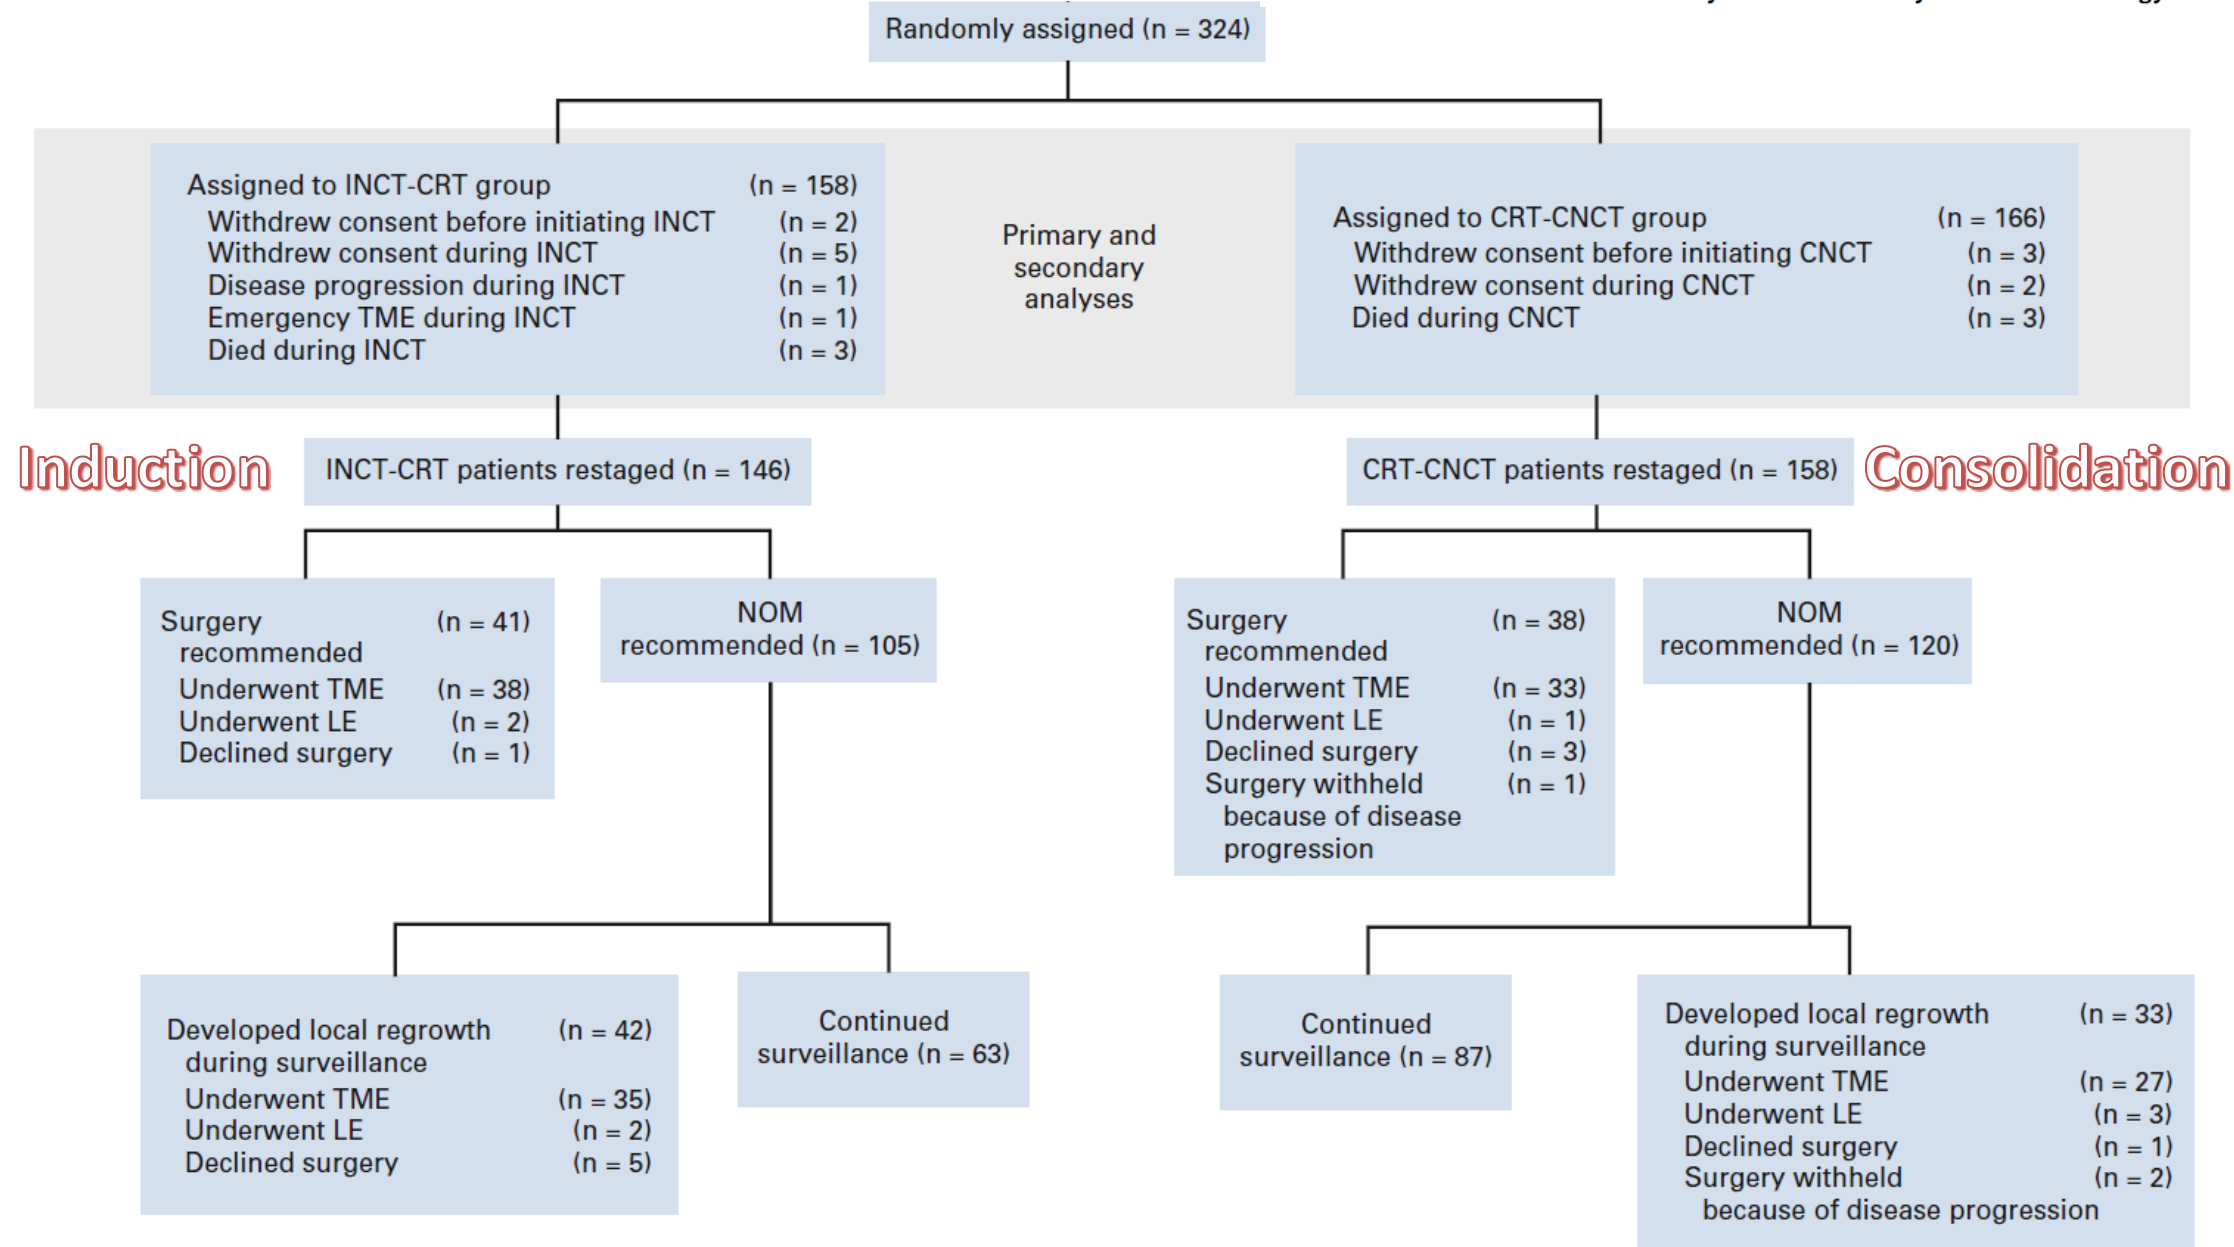 Randomly assigned (n = 324)
Assigned to INCT-CRT group (n = 158)
Withdrew consent before initiating INCT (n = 2)
Withdrew consent during INCT (n = 5)
Disease progression during INCT (n = 1)
Emergency TME during INCT (n = 1)
Died during INCT (n = 3)
Primary and
secondary
analyses
Assigned to CRT-CNCT group (n = 166)
Withdrew consent before initiating CNCT (n = 3)
Withdrew consent during CNCT (n = 2)
Died during CNCT (n = 3)
Induction
INCT-CRT patients restaged (n = 146)
CRT-CNCT patients restaged (n = 158)
Consolidation
Surgery (n = 41)
recommended
Underwent TME (n = 38)
Underwent LE (n = 2)
Declined surgery (n = 1)
NOM
recommended (n = 105)
Surgery (n = 38)
recommended
Underwent TME (n = 33)
Underwent LE (n = 1)
Declined surgery (n = 3)
Surgery withheld (n = 1)
because of disease
progression
NOM
recommended (n = 120)
Developed local regrowth (n = 42)
during surveillance
Underwent TME (n = 35)
Underwent LE (n = 2)
Declined surgery (n = 5)
Continued
surveillance (n = 63)
Continued
surveillance (n = 87)
Developed local regrowth (n = 33)
during surveillance
Underwent TME (n = 27)
Underwent LE (n = 3)
Declined surgery (n = 1)
Surgery withheld (n = 2)
because of disease progression